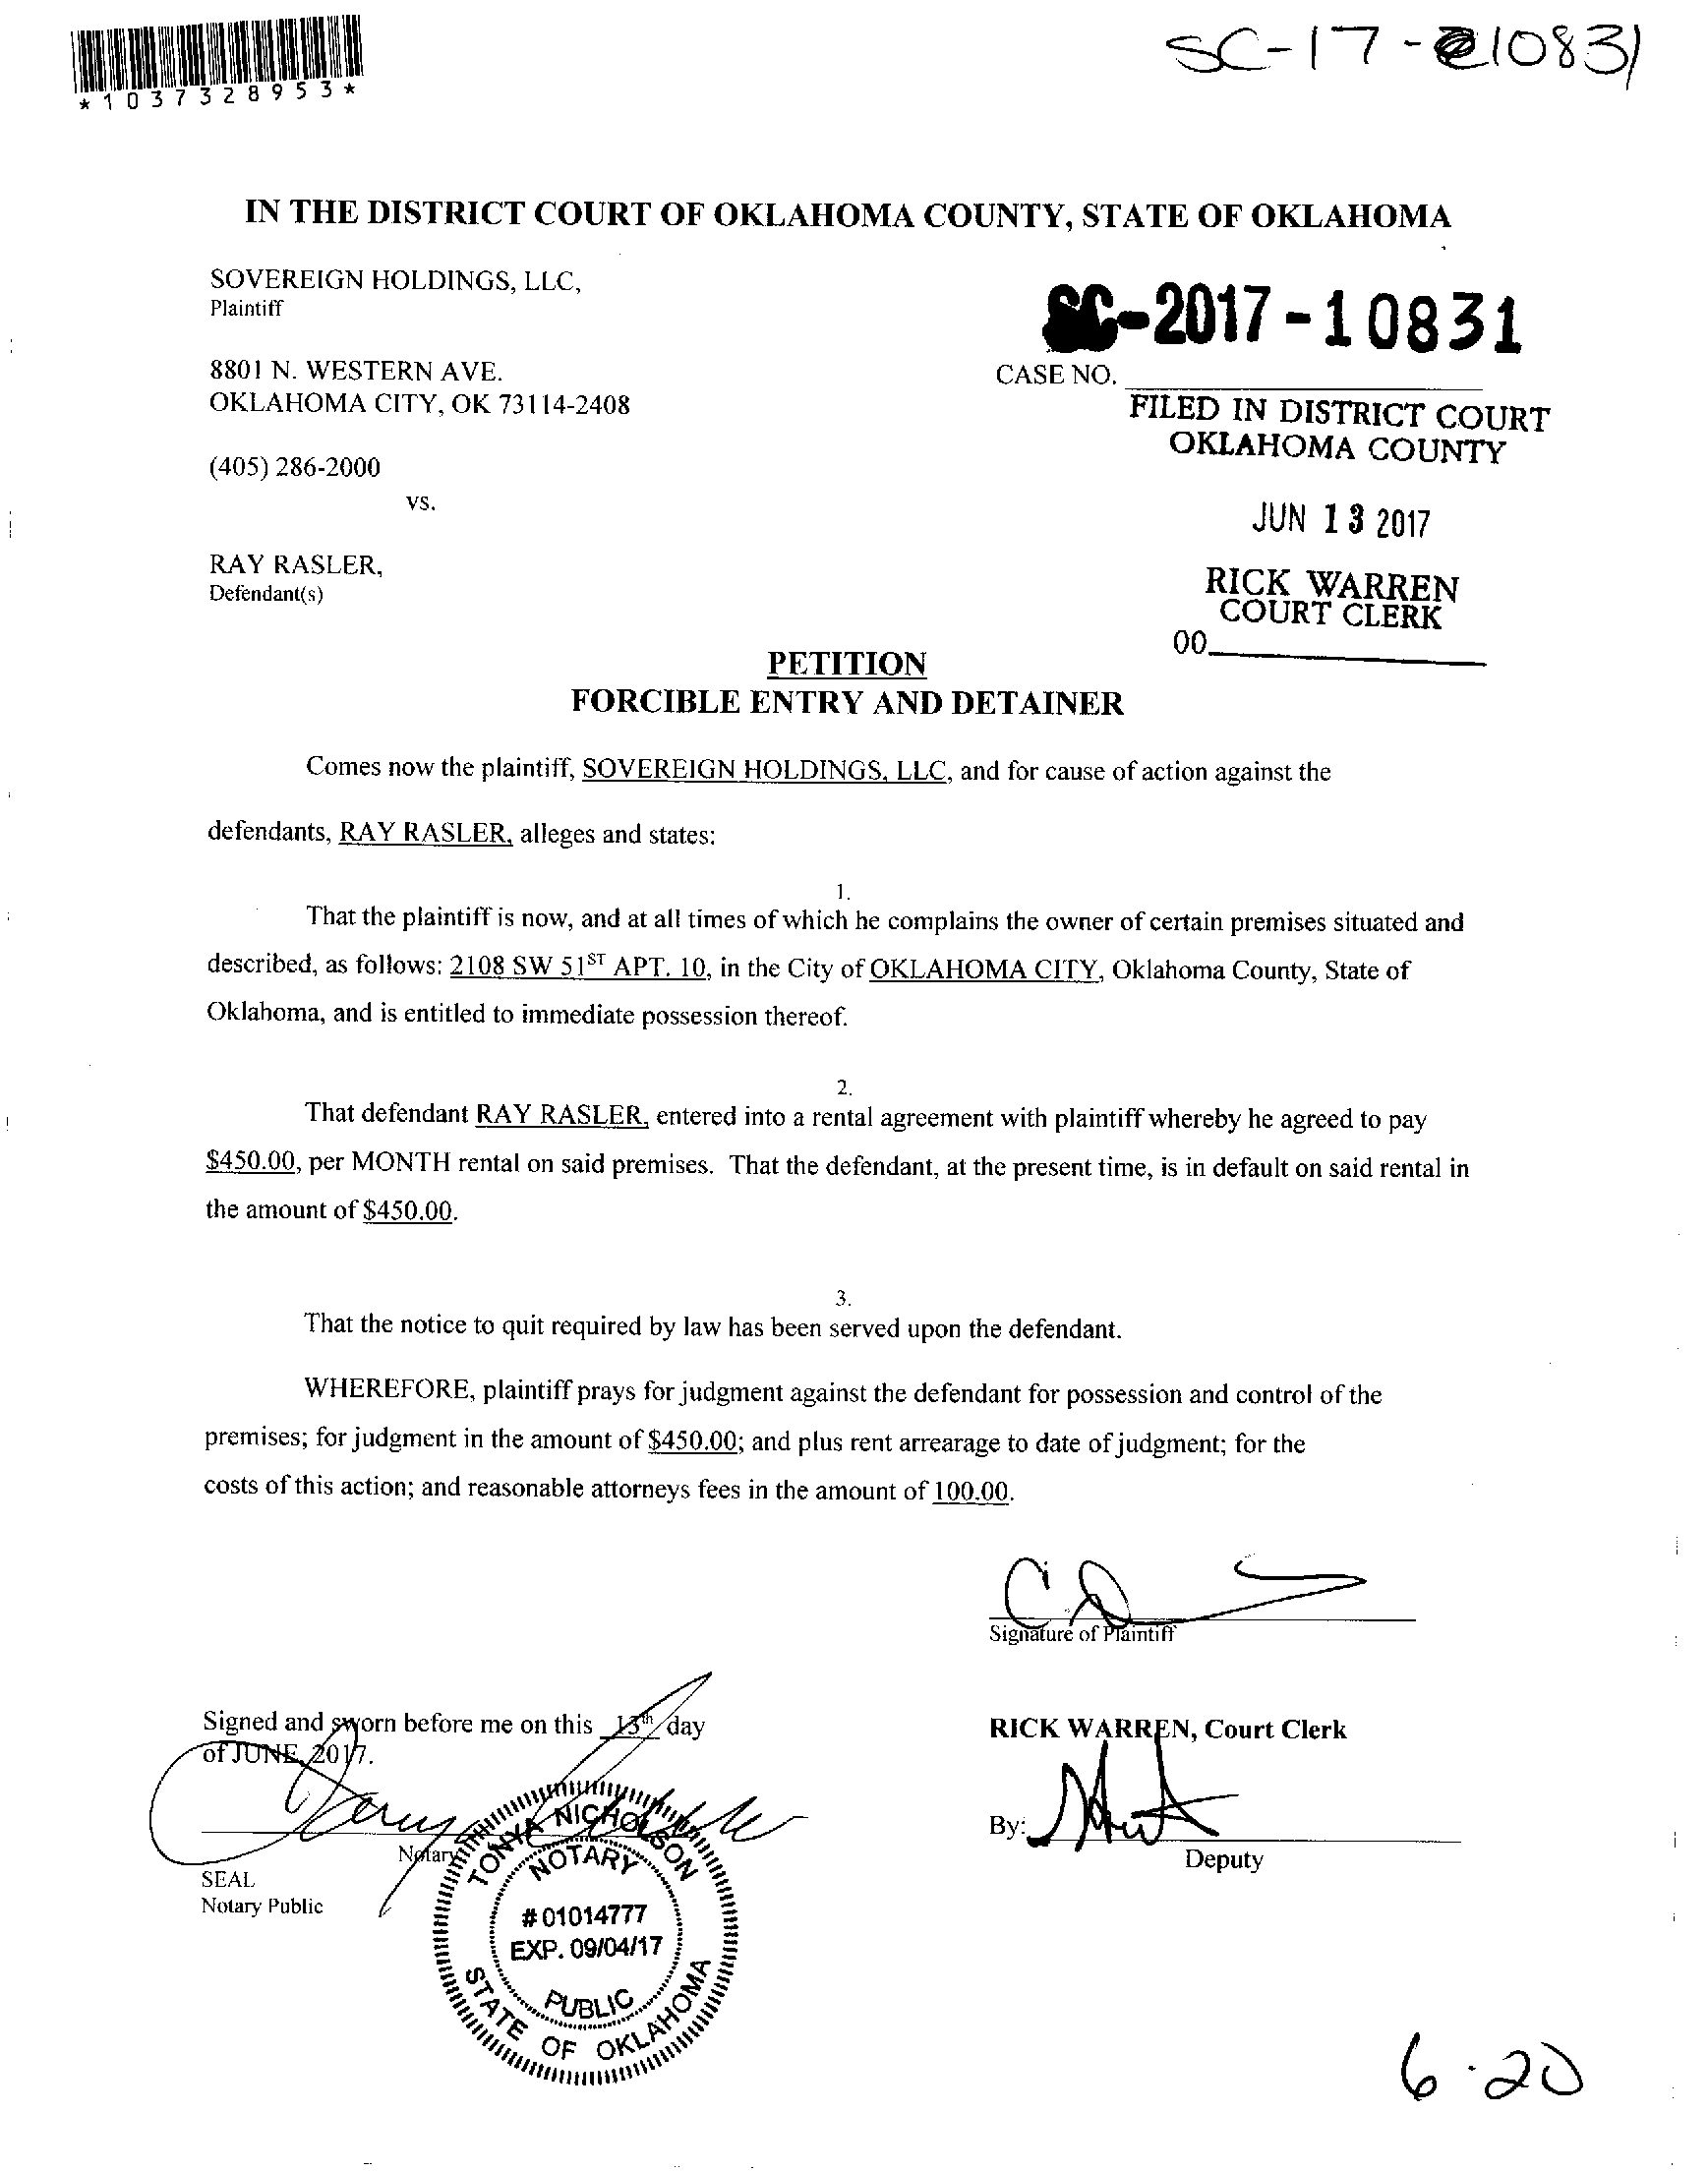 *1037328953*
SC-17-10831
IN THE DISTRICT COURT OF OKLAHOMA COUNTY, STATE OF OKLAHOMA
SOVEREIGN HOLDINGS, LLC,
Plaintiff
SC-2017-10831
8801 N. WESTERN AVE.
CASE NO.
OKLAHOMA CITY, OK 73114-2408
FILED IN DISTRICT COURT
OKLAHOMA COUNTY
(405) 286-2000
vs.
JUN 13 2017
RAY RASLER,
Defendant(s)
RICK WARREN
COURT CLERK
00
PETITION
FORCIBLE ENTRY AND DETAINER
Comes now the plaintiff, SOVEREIGN HOLDINGS, LLC, and for cause of action against the
defendants, RAY RASLER, alleges and states:
1.
That the plaintiff is now, and at all times of which he complains the owner of certain premises situated and
described, as follows: 2108 SW 51ST APT. 10, in the City of OKLAHOMA CITY, Oklahoma County, State of
Oklahoma, and is entitled to immediate possession thereof.
2.
That defendant RAY RASLER, entered into a rental agreement with plaintiff whereby he agreed to pay
$450.00, per MONTH rental on said premises. That the defendant, at the present time, is in default on said rental in
the amount of $450.00.
3.
That the notice to quit required by law has been served upon the defendant.
WHEREFORE, plaintiff prays for judgment against the defendant for possession and control of the
premises; for judgment in the amount of $450.00; and plus rent arrearage to date of judgment; for the
costs of this action; and reasonable attorneys fees in the amount of 100.00.
Signature of Plaintiff
Signed and sworn before me on this 13th day
of JUNE, 2017.
RICK WARREN, Court Clerk
By:
Deputy
Notary
SEAL
Notary Public
TONYA NICHOLSON
NOTARY
#01014777
EXP. 09/04/17
PUBLIC
STATE OF OKLAHOMA
6-20